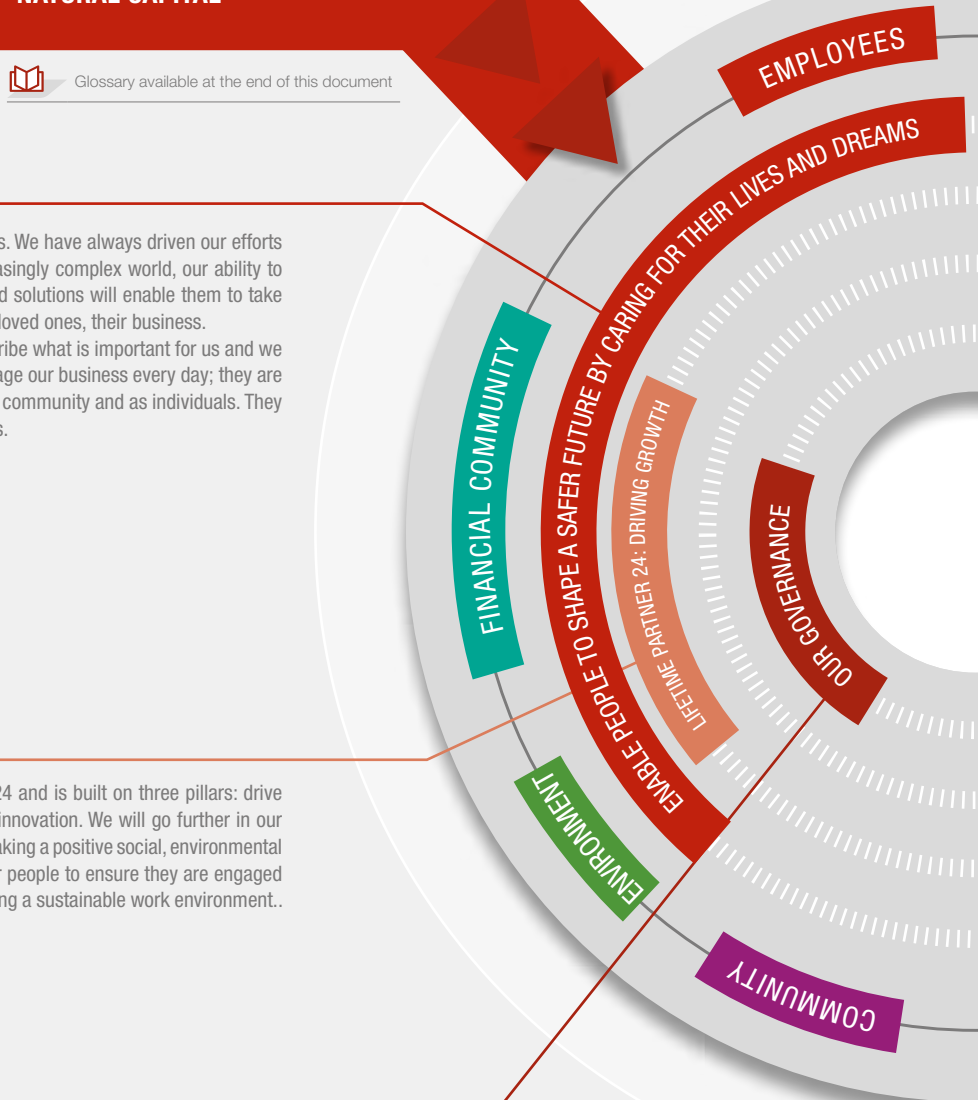 NATURAL CAPITAL
Glossary available at the end of this document
EMPLOYEES
ENABLE PEOPLE TO SHAPE A SAFER FUTURE BY CARING FOR THEIR LIVES AND DREAMS
We have always driven our efforts
complex world, our ability to
solutions will enable them to take
loved ones, their business.
what is important for us and we
our business every day; they are
community and as individuals. They
FINANCIAL COMMUNITY
LIFETIME PARTNER 24: DRIVING GROWTH
OUR GOVERNANCE
24 and is built on three pillars: drive
innovation. We will go further in our
a positive social, environmental
people to ensure they are engaged
a sustainable work environment..
ENVIRONMENT
COMMUNITY